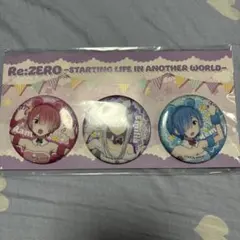 Re:ZERO -STARTING LIFE IN ANOTHER WORLD-